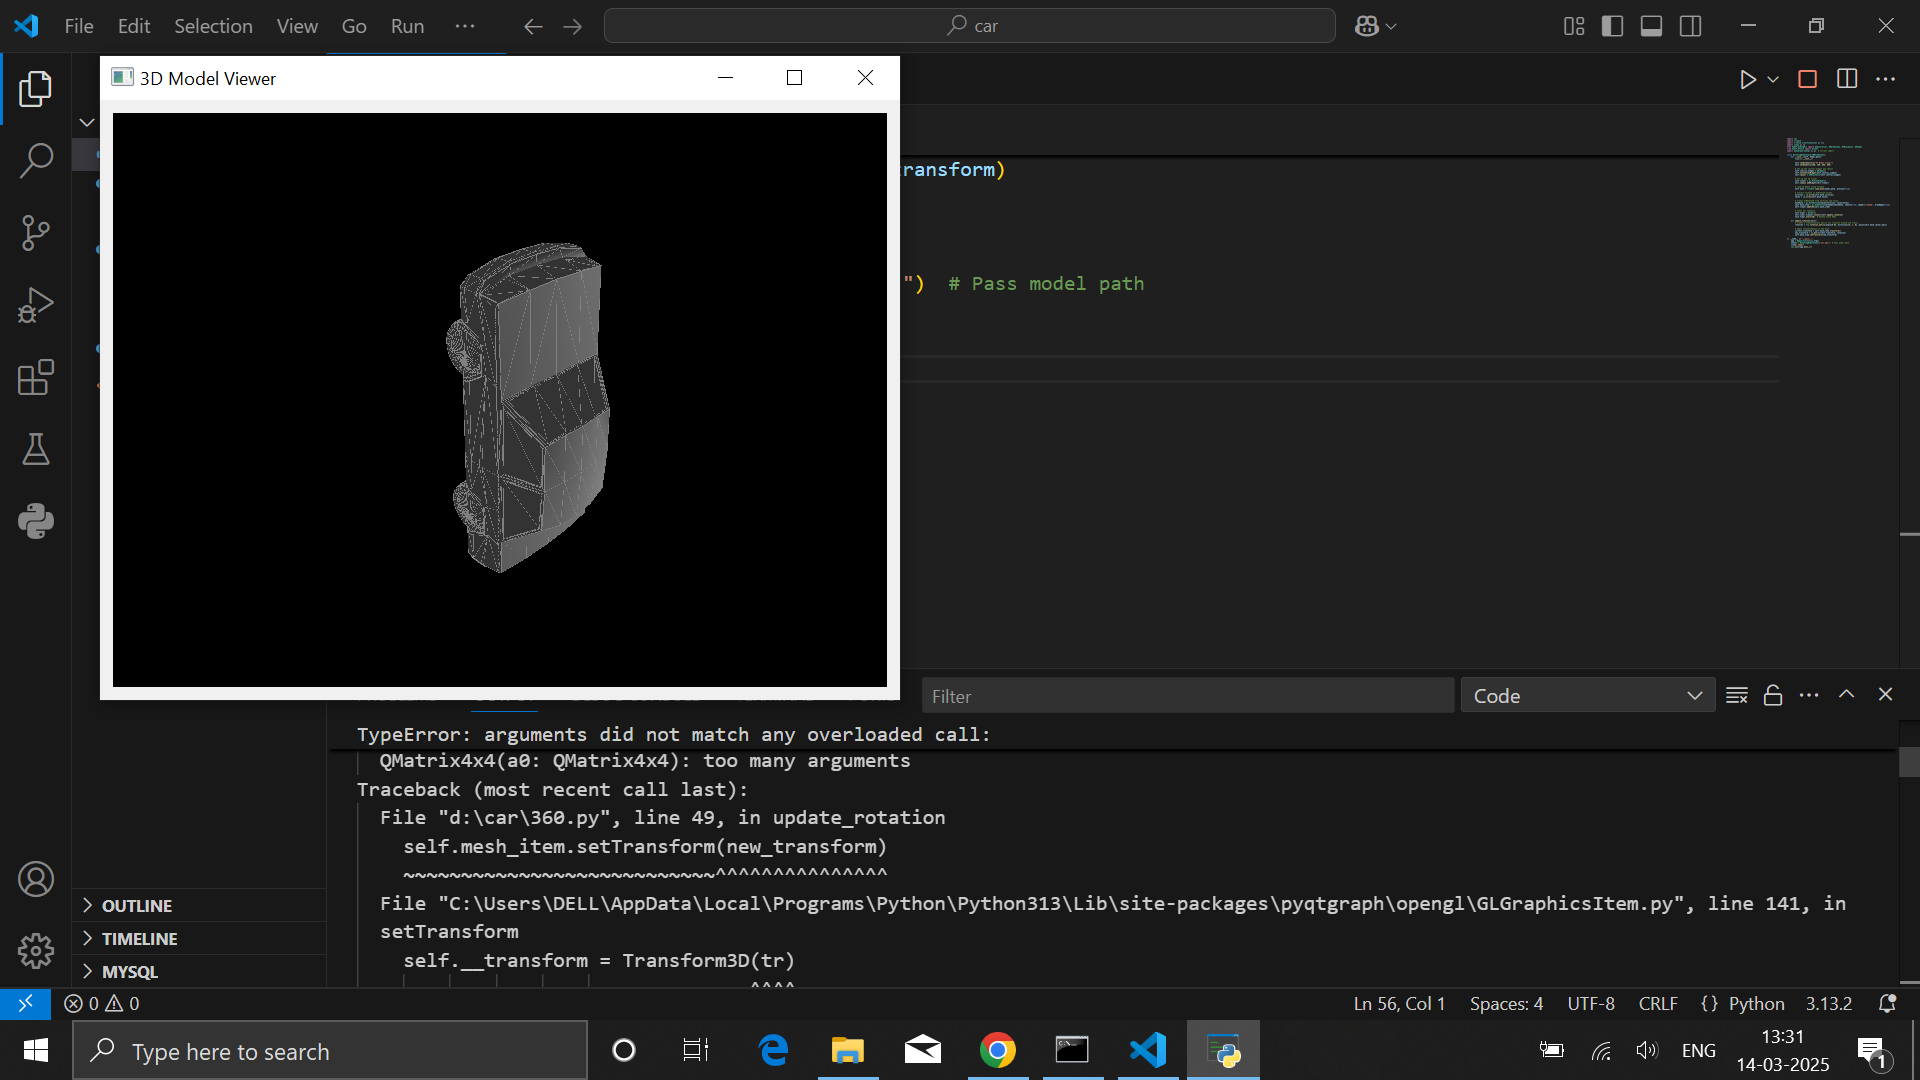 File Edit Selection View Go Run ···
car
3D Model Viewer
transform)
") # Pass model path
Filter
Code
TypeError: arguments did not match any overloaded call:
QMatrix4x4(a0: QMatrix4x4): too many arguments
Traceback (most recent call last):
File "d:\car\360.py", line 49, in update_rotation
self.mesh_item.setTransform(new_transform)
~~~~~~~~~~~~~~~~~~~~~~~~~~~^^^^^^^^^^^^^^^
File "C:\Users\DELL\AppData\Local\Programs\Python\Python313\Lib\site-packages\pyqtgraph\opengl\GLGraphicsItem.py", line 141, in
setTransform
self.__transform = Transform3D(tr)
^^^^
OUTLINE
TIMELINE
MYSQL
0 0
Ln 56, Col 1 Spaces: 4 UTF-8 CRLF {} Python 3.13.2
Type here to search
ENG
13:31
14-03-2025
1